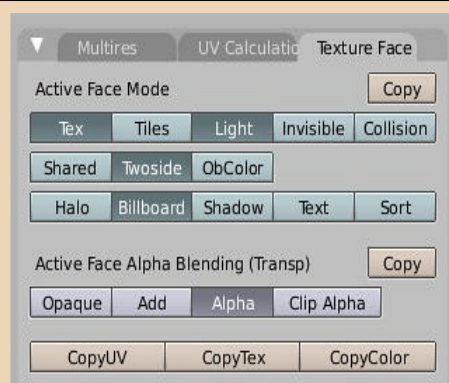 Multires UV Calculatio Texture Face
Active Face Mode Copy
Tex Tiles Light Invisible Collision
Shared Twoside ObColor
Halo Billboard Shadow Text Sort
Active Face Alpha Blending (Transp) Copy
Opaque Add Alpha Clip Alpha
CopyUV CopyTex CopyColor